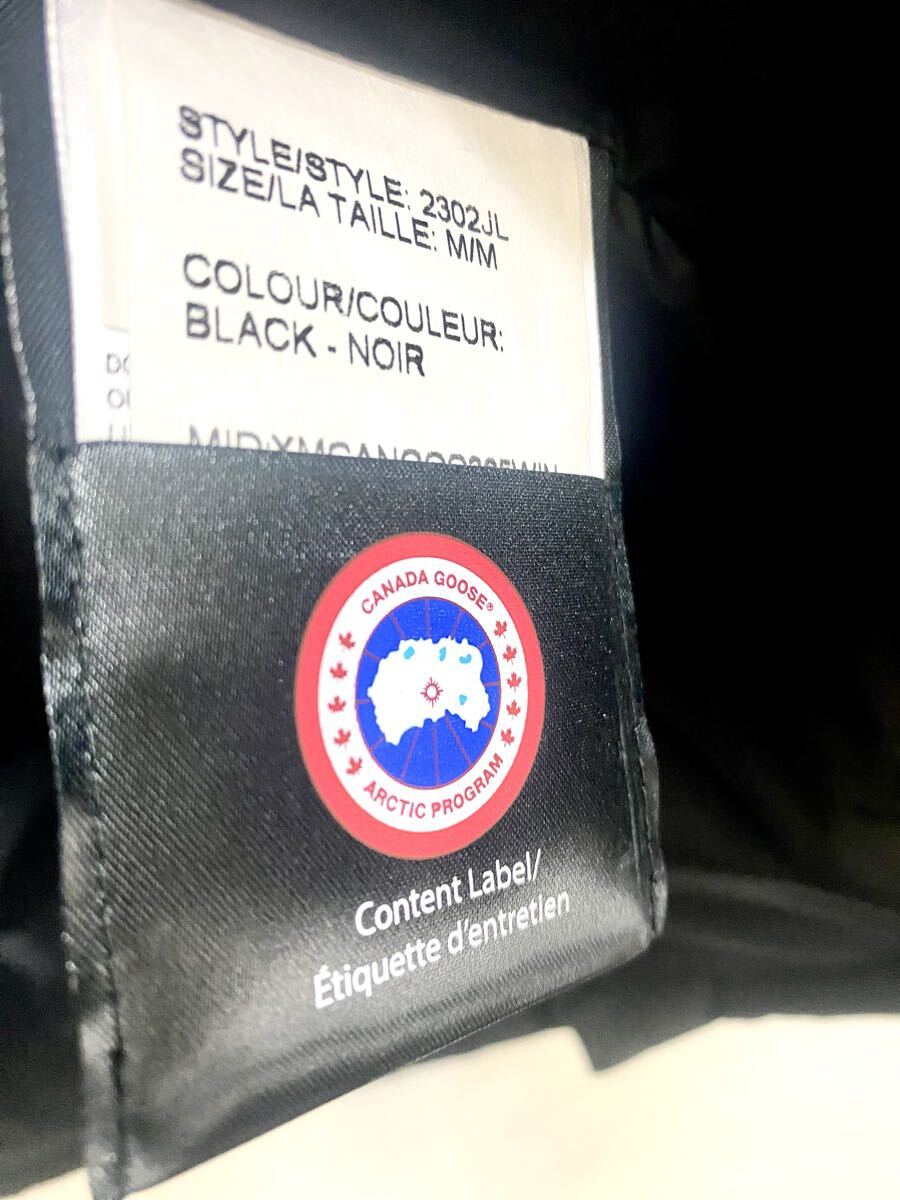 STYLE/STYLE: 2302JL
SIZE/LA TAILLE: M/M
COLOUR/COULEUR:
BLACK - NOIR
CANADA GOOSE®
ARCTIC PROGRAM
Content Label/
Étiquette d'entretien